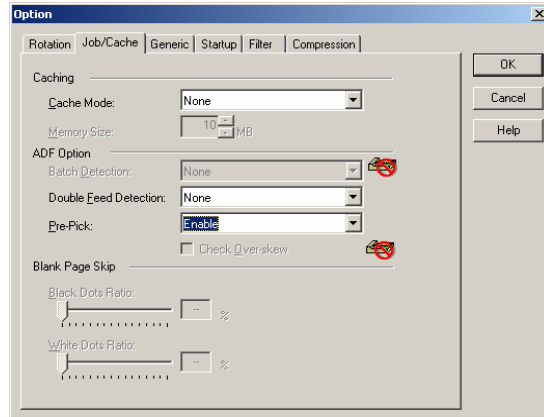 Option
Rotation Job/Cache Generic Startup Filter Compression
OK
Cancel
Help
Caching
Cache Mode: None
Memory Size: 10 MB
ADF Option
Batch Detection: None
Double Feed Detection: None
Pre-Pick: Enable
Check Over-skew
Blank Page Skip
Black Dots Ratio:
-- %
White Dots Ratio:
-- %